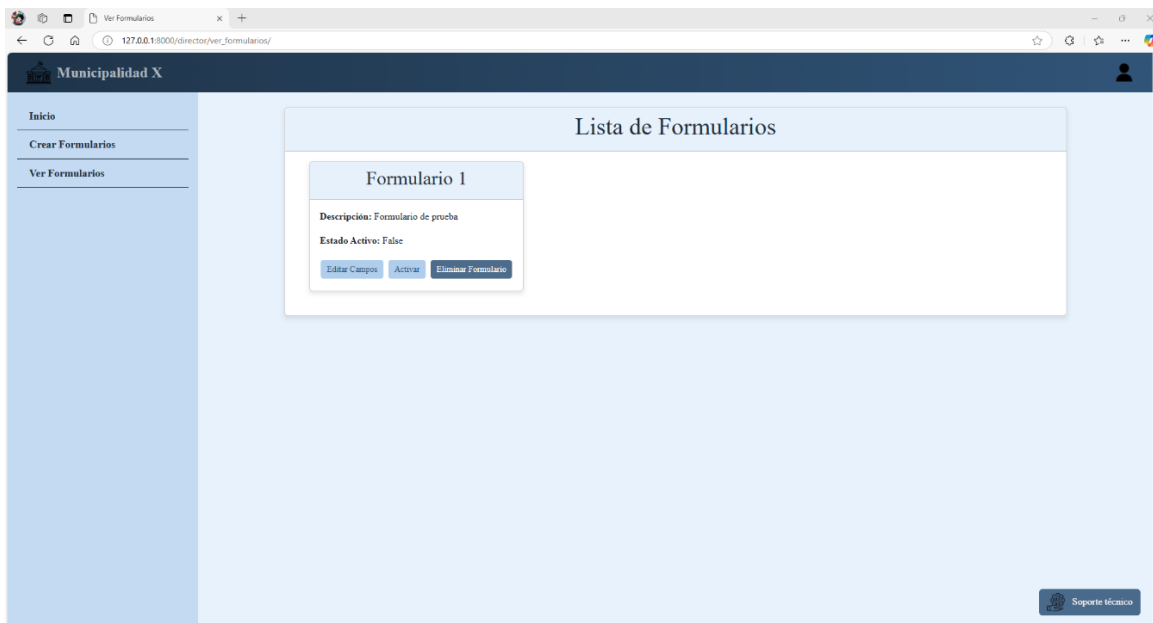 Ver Formularios
127.0.0.1:8000/director/ver_formularios/
Municipalidad X
Inicio
Crear Formularios
Ver Formularios
Lista de Formularios
Formulario 1
Descripción: Formulario de prueba
Estado Activo: False
Editar Campos Activar Eliminar Formulario
Soporte técnico